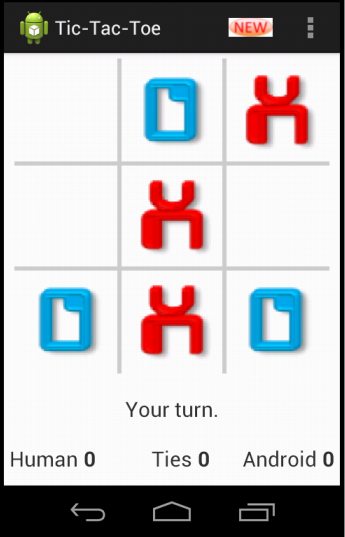 Tic-Tac-Toe NEW
Your turn.
Human 0 Ties 0 Android 0